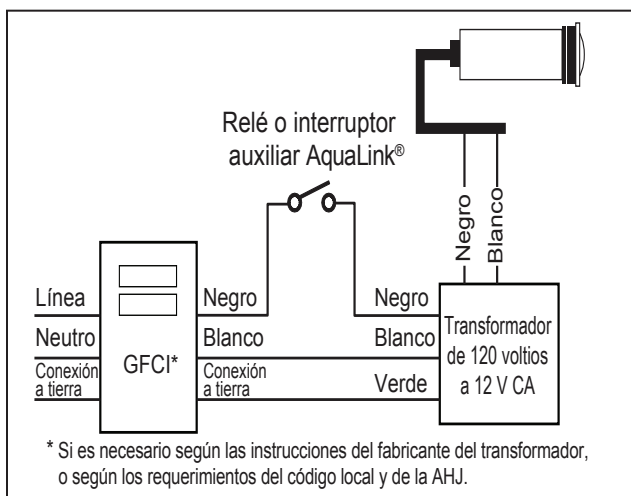 Relé o interruptor
auxiliar AquaLink®
Negro
Blanco
Línea
Negro
Negro
Neutro
Blanco
Blanco
Conexión
a tierra
GFCI*
Conexión
a tierra
Verde
Transformador
de 120 voltios
a 12 V CA
* Si es necesario según las instrucciones del fabricante del transformador,
o según los requerimientos del código local y de la AHJ.